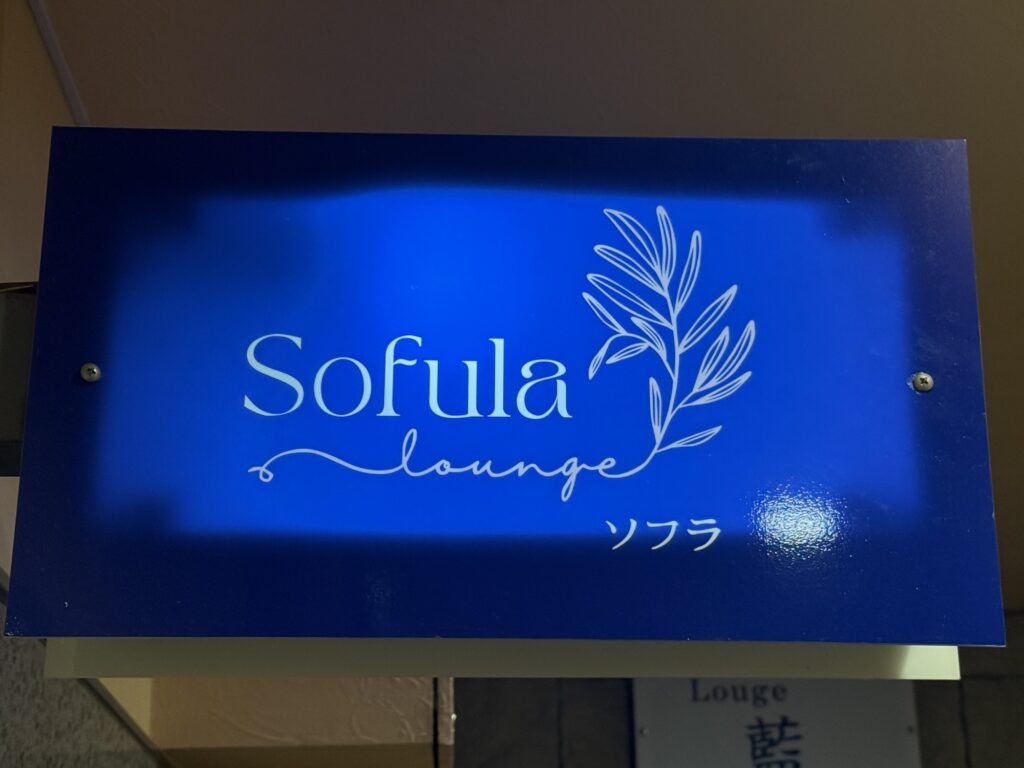 Sofula
lounge
ソフラ
Louge
藍